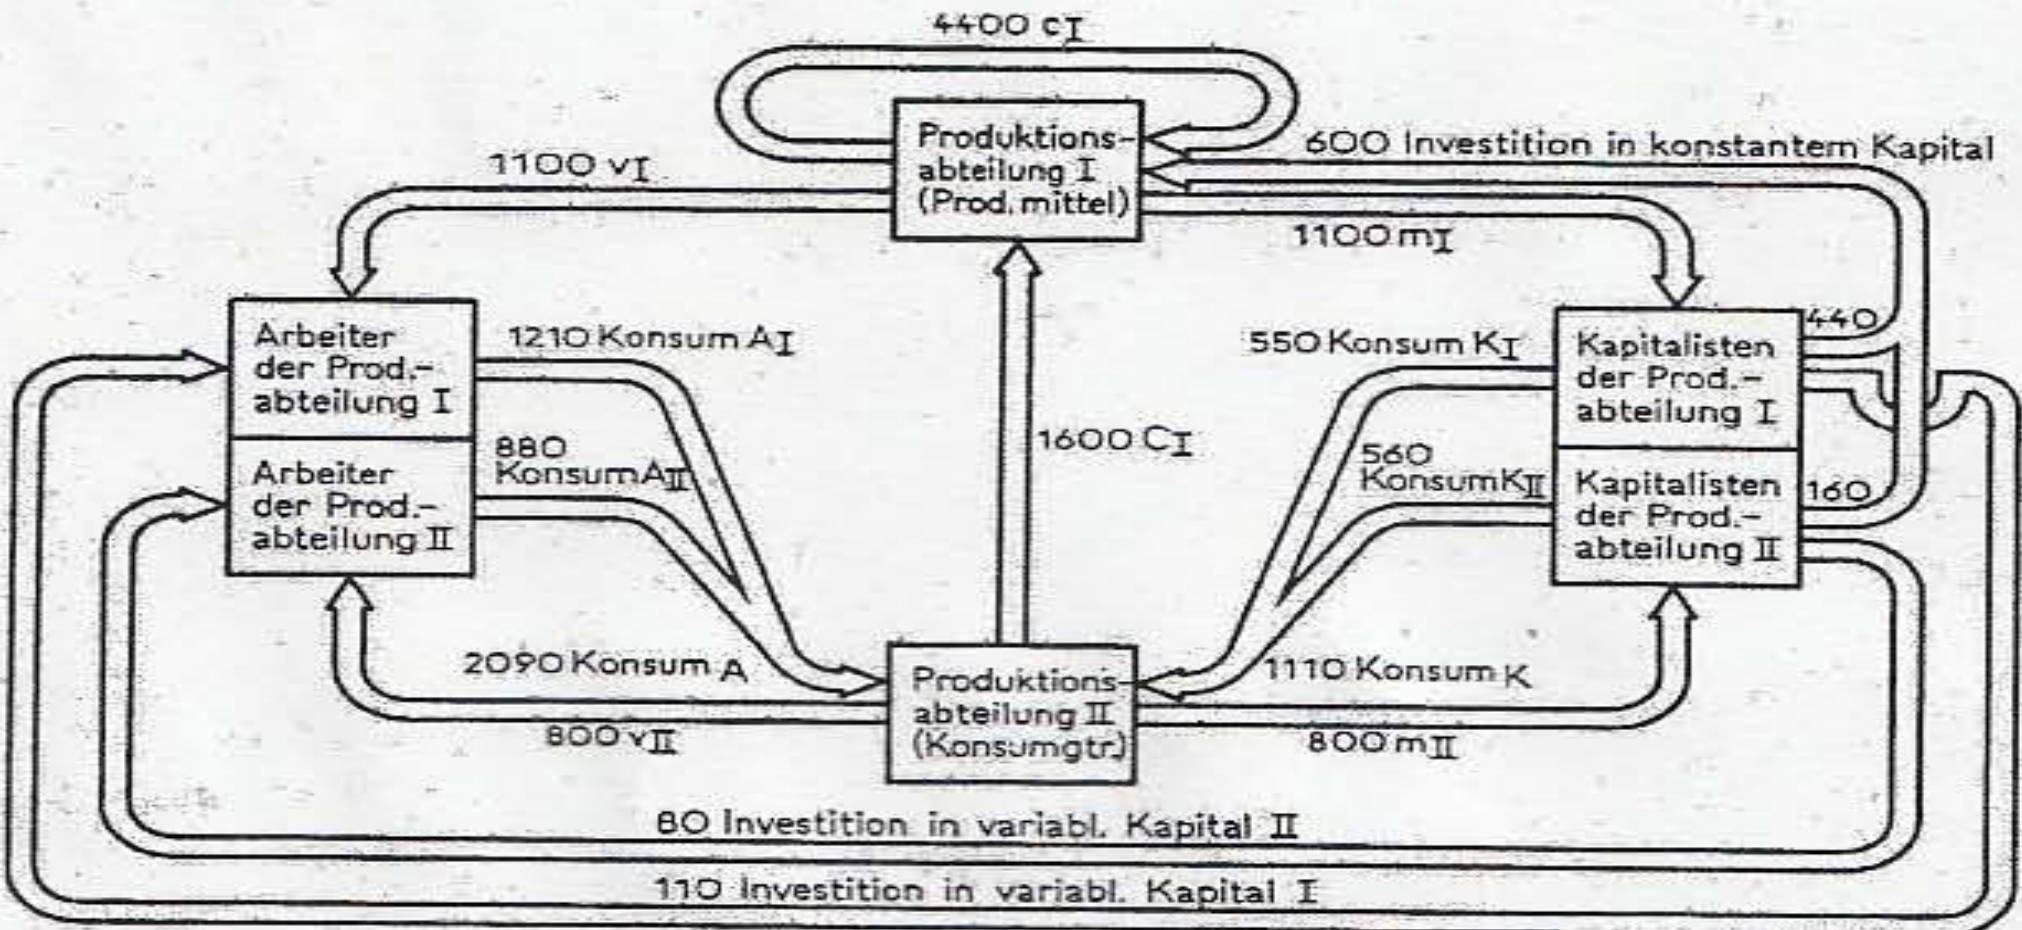 4400 cI
Produktions-
abteilung I
(Prod. mittel)
600 Investition in konstantem Kapital
1100 vI
1100 mI
Arbeiter
der Prod.-
abteilung I
1210 Konsum AI
550 Konsum KI
Kapitalisten
der Prod.-
abteilung I
440
1600 CI
Arbeiter
der Prod.-
abteilung II
880
Konsum AII
560
Konsum KII
Kapitalisten
der Prod.-
abteilung II
160
2090 Konsum A
1110 Konsum K
Produktions-
abteilung II
(Konsumgtr.)
800 vII
800 mII
80 Investition in variabl. Kapital II
110 Investition in variabl. Kapital I